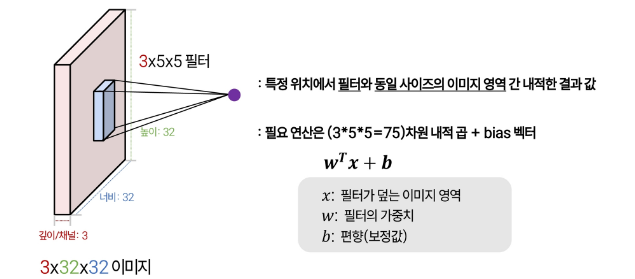 3x5x5 필터
: 특정 위치에서 필터와 동일 사이즈의 이미지 영역 간 내적한 결과 값
높이: 32
: 필요 연산은 (3*5*5=75)차원 내적 곱 + bias 벡터
w^T x + b
너비: 32
x: 필터가 덮는 이미지 영역
w: 필터의 가중치
b: 편향(보정값)
깊이/채널: 3
3x32x32 이미지